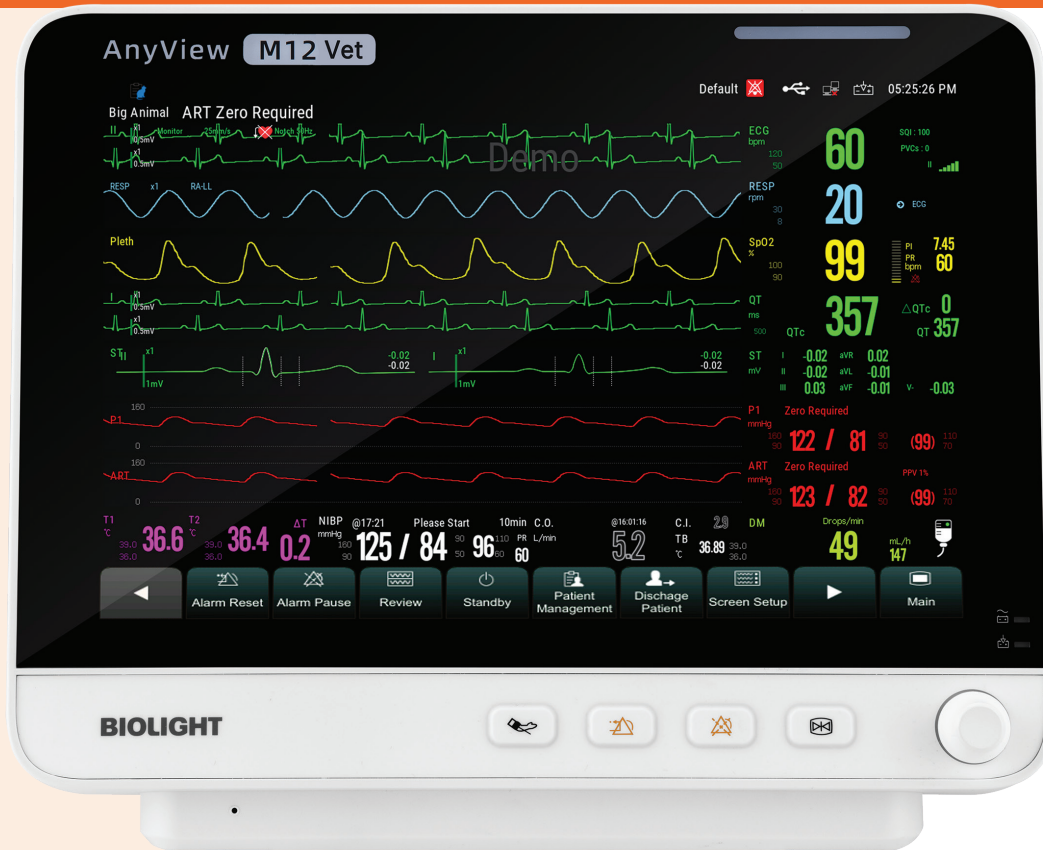 AnyView M12 Vet
Default 05:25:26 PM
Big Animal ART Zero Required
II x1 Monitor 25mm/s Notch 50Hz
0.5mV
x1
0.5mV
Demo
ECG 60 SQI : 100
bpm PVCs : 0
120 II
50
RESP x1 RA-LL RESP 20 ECG
rpm
30
8
Pleth SpO2 99 PI 7.45
% PR 60
100 bpm
90
I x1 QT 357 △QTc 0
0.5mV ms
x1 500 QTc QT 357
0.5mV
ST II x1 -0.02 I x1 -0.02 ST I -0.02 aVR 0.02
-0.02 -0.02 mV II -0.02 aVL -0.01
1mV 1mV III 0.03 aVF -0.01 V- -0.03
160 P1 Zero Required
P1 mmHg 160 122 / 81 90 (99) 110
0 90 50 70
160 ART Zero Required PPV 1%
ART mmHg 160 123 / 82 90 (99) 110
0 90 50 70
T1 T2 ΔT NIBP @17:21 Please Start 10min C.O. @16:01:16 C.I. 2.9 DM Drops/min
°C 39.0 36.6 39.0 36.4 0.2 mmHg 160 125 / 84 90 96 110 PR L/min 5.2 TB 36.89 39.0 49 mL/h
36.0 36.0 90 50 60 60 °C 36.0 147
Alarm Reset
Alarm Pause
Review
Standby
Patient
Management
Dischage
Patient
Screen Setup
Main
BIOLIGHT